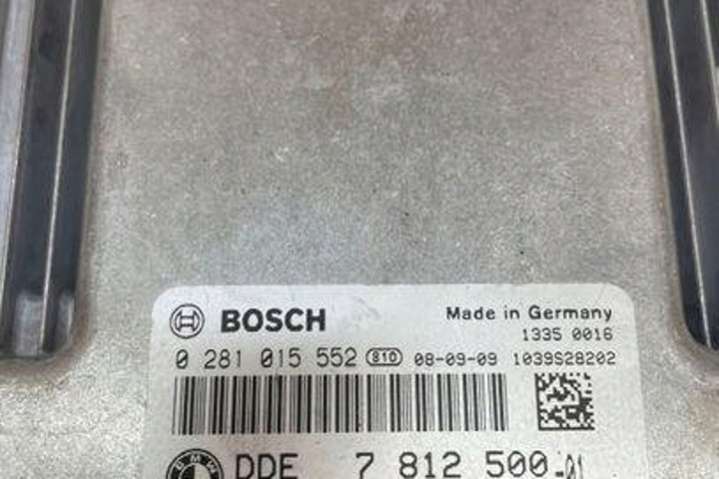 BOSCH Made in Germany
1335 0016
0 281 015 552 810 08-09-09 1039S28202
BMW DDE 7 812 500-01